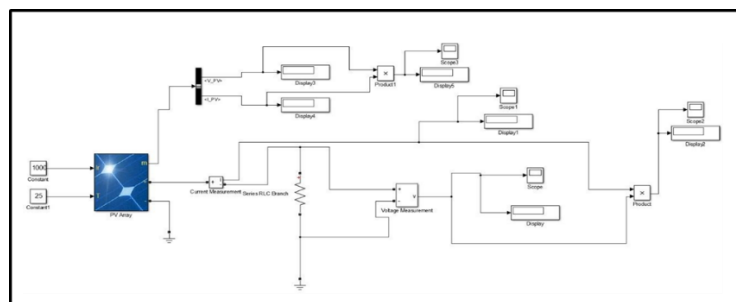 <V_PV>
<I_PV>
Display3
Display4
Product1
Scope3
Display5
Scope1
Display1
Scope2
Display2
1000
Constant
25
Constant1
m
PV Array
Current Measurement
Series RLC Branch
+
-
v
Voltage Measurement
Scope
Display
×
Product